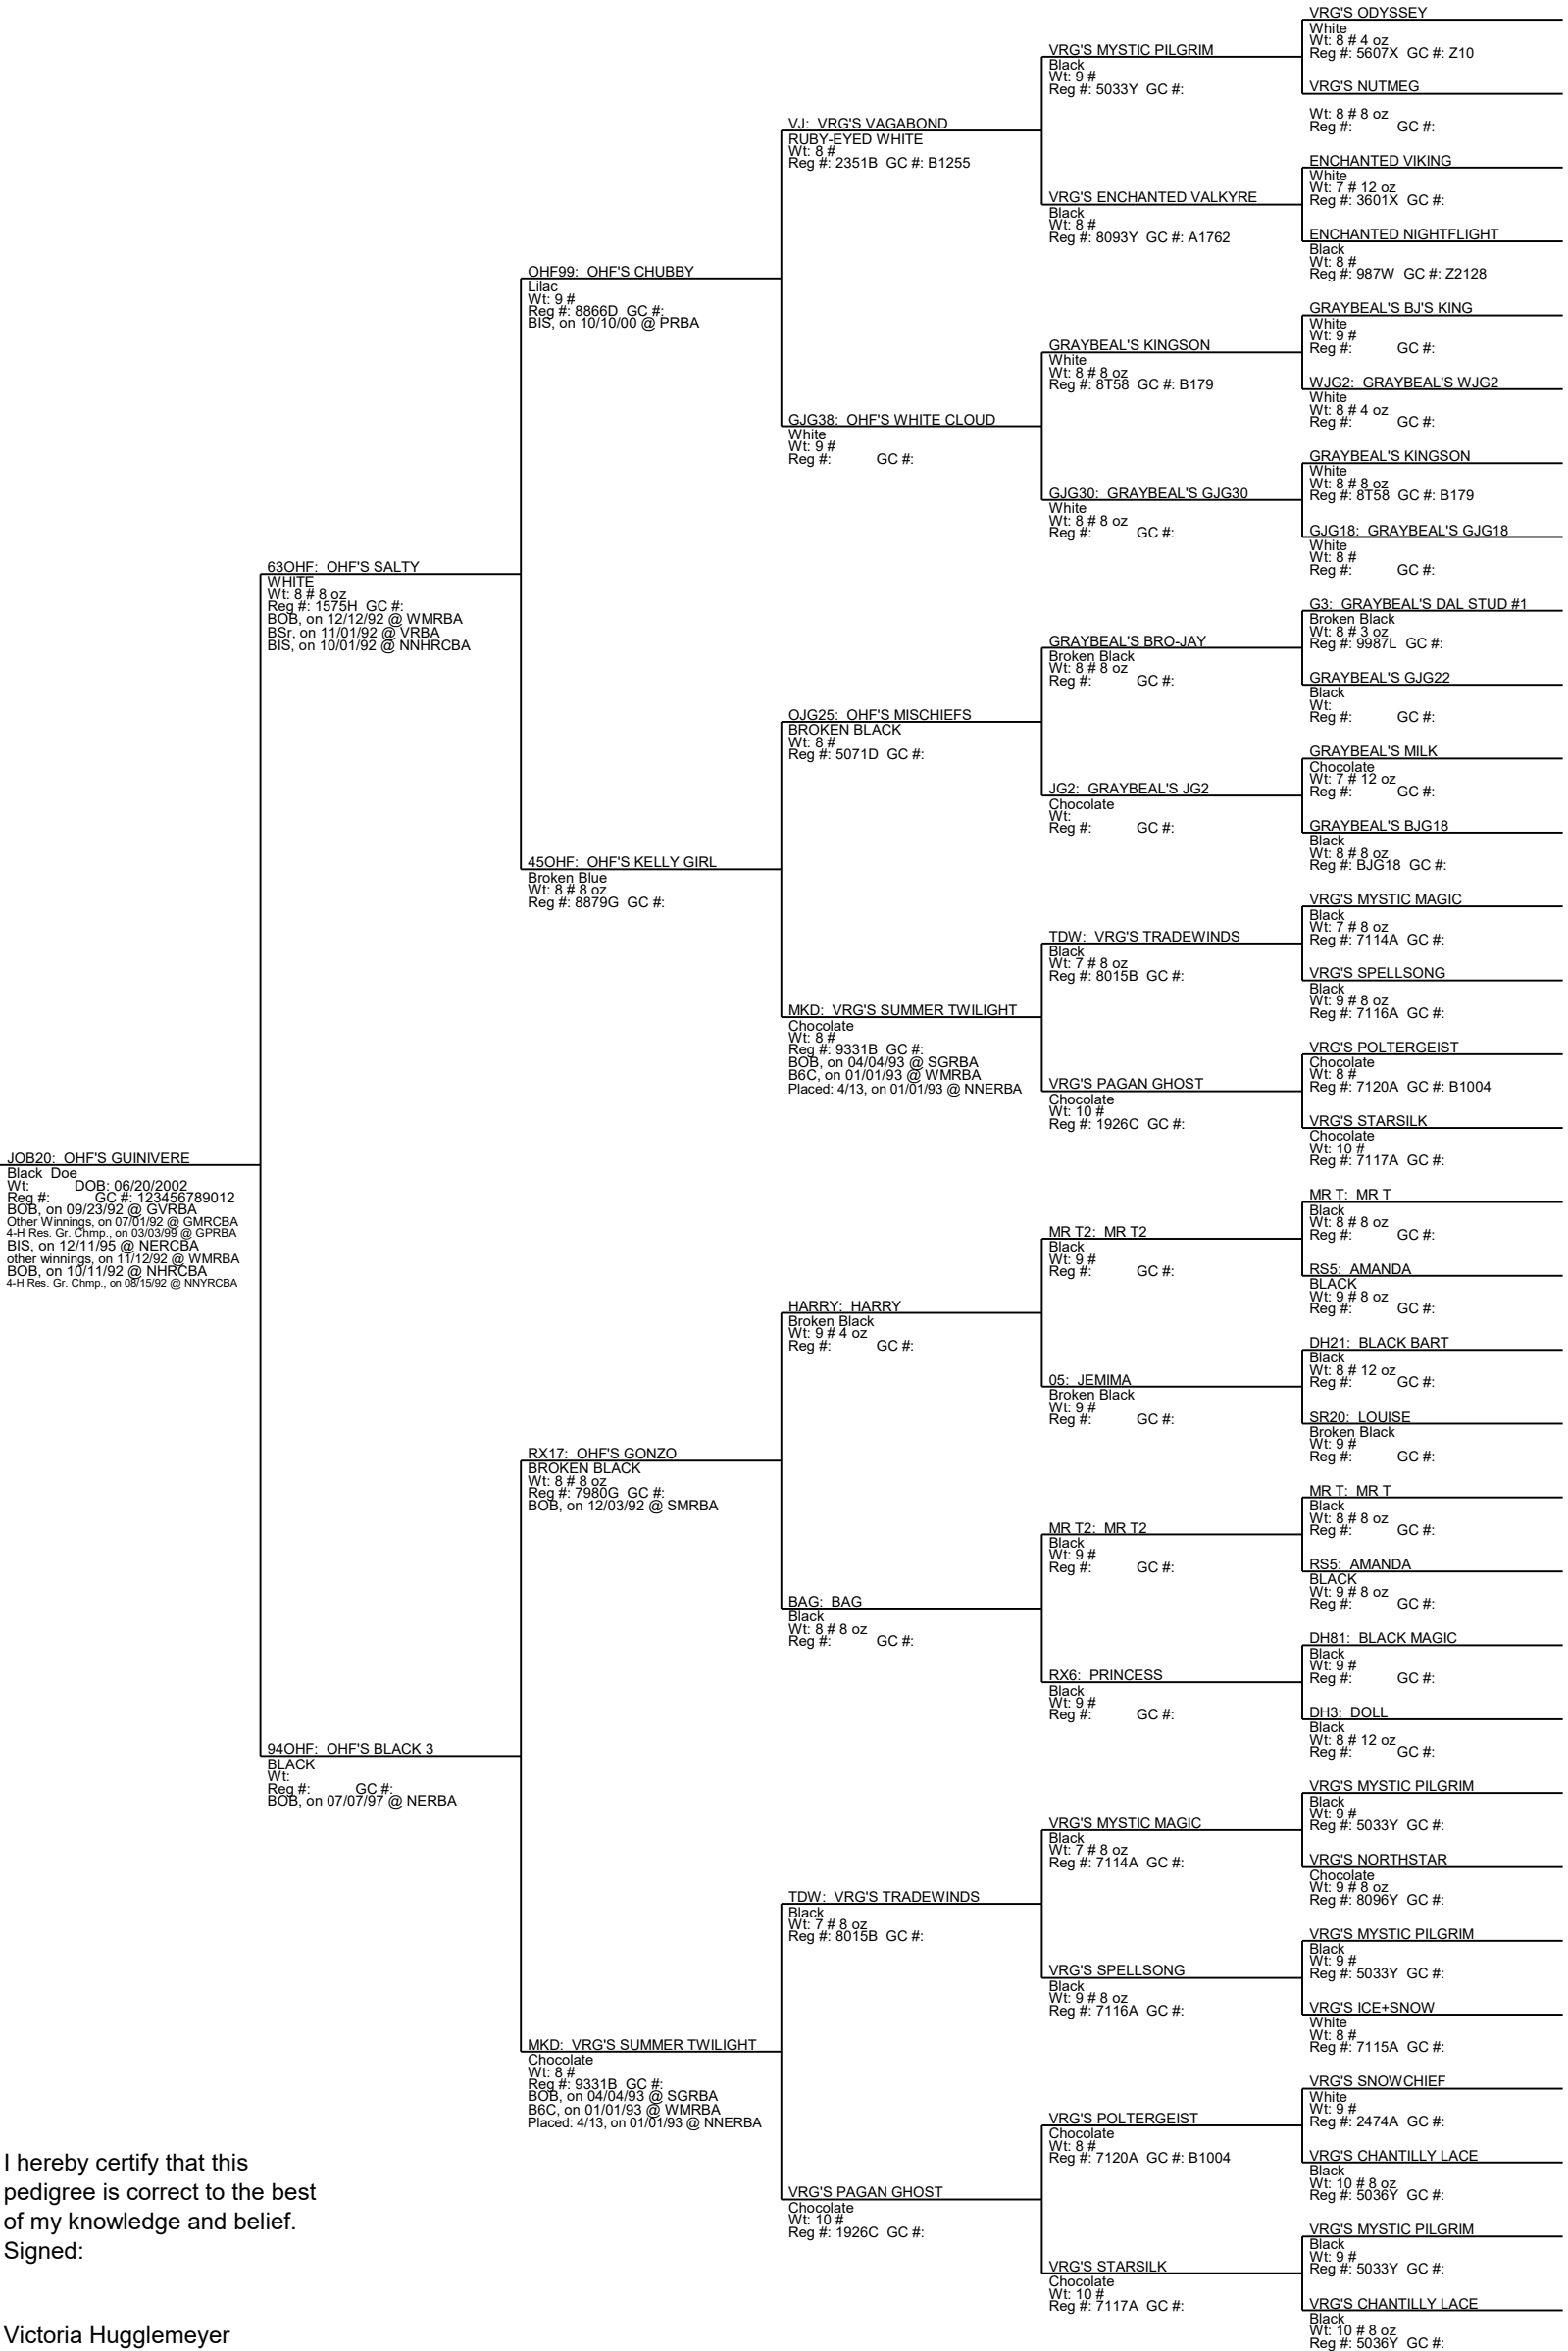 JOB20: OHF'S GUINIVERE
Black Doe
Wt: DOB: 06/20/2002
Reg #: GC #: 123456789012
BOB, on 09/23/92 @ GVRBA
Other Winnings, on 07/01/92 @ GMRCBA
4-H Res. Gr. Chmp., on 03/03/99 @ GPRBA
BIS, on 12/11/95 @ NERCBA
other winnings, on 11/12/92 @ WMRBA
BOB, on 10/11/92 @ NHRCBA
4-H Res. Gr. Chmp., on 08/15/92 @ NNYRCBA
I hereby certify that this
pedigree is correct to the best
of my knowledge and belief.
Signed:
Victoria Hugglemeyer
63OHF: OHF'S SALTY
WHITE
Wt: 8 # 8 oz
Reg #: 1575H GC #:
BOB, on 12/12/92 @ WMRBA
BSr, on 11/01/92 @ VRBA
BIS, on 10/01/92 @ NNHRCBA
94OHF: OHF'S BLACK 3
BLACK
Wt:
Reg #: GC #:
BOB, on 07/07/97 @ NERBA
OHF99: OHF'S CHUBBY
Lilac
Wt: 9 #
Reg #: 8866D GC #:
BIS, on 10/10/00 @ PRBA
45OHF: OHF'S KELLY GIRL
Broken Blue
Wt: 8 # 8 oz
Reg #: 8879G GC #:
RX17: OHF'S GONZO
BROKEN BLACK
Wt: 8 # 8 oz
Reg #: 7980G GC #:
BOB, on 12/03/92 @ SMRBA
MKD: VRG'S SUMMER TWILIGHT
Chocolate
Wt: 8 #
Reg #: 9331B GC #:
BOB, on 04/04/93 @ SGRBA
B6C, on 01/01/93 @ WMRBA
Placed: 4/13, on 01/01/93 @ NNERBA
VJ: VRG'S VAGABOND
RUBY-EYED WHITE
Wt: 8 #
Reg #: 2351B GC #: B1255
GJG38: OHF'S WHITE CLOUD
White
Wt: 9 #
Reg #: GC #:
OJG25: OHF'S MISCHIEFS
BROKEN BLACK
Wt: 8 #
Reg #: 5071D GC #:
MKD: VRG'S SUMMER TWILIGHT
Chocolate
Wt: 8 #
Reg #: 9331B GC #:
BOB, on 04/04/93 @ SGRBA
B6C, on 01/01/93 @ WMRBA
Placed: 4/13, on 01/01/93 @ NNERBA
HARRY: HARRY
Broken Black
Wt: 9 # 4 oz
Reg #: GC #:
BAG: BAG
Black
Wt: 8 # 8 oz
Reg #: GC #:
TDW: VRG'S TRADEWINDS
Black
Wt: 7 # 8 oz
Reg #: 8015B GC #:
VRG'S PAGAN GHOST
Chocolate
Wt: 10 #
Reg #: 1926C GC #:
VRG'S MYSTIC PILGRIM
Black
Wt: 9 #
Reg #: 5033Y GC #:
VRG'S ENCHANTED VALKYRE
Black
Wt: 8 #
Reg #: 8093Y GC #: A1762
GRAYBEAL'S KINGSON
White
Wt: 8 # 8 oz
Reg #: 8T58 GC #: B179
GJG30: GRAYBEAL'S GJG30
White
Wt: 8 # 8 oz
Reg #: GC #:
GRAYBEAL'S BRO-JAY
Broken Black
Wt: 8 # 8 oz
Reg #: GC #:
JG2: GRAYBEAL'S JG2
Chocolate
Wt:
Reg #: GC #:
TDW: VRG'S TRADEWINDS
Black
Wt: 7 # 8 oz
Reg #: 8015B GC #:
VRG'S PAGAN GHOST
Chocolate
Wt: 10 #
Reg #: 1926C GC #:
MR T2: MR T2
Black
Wt: 9 #
Reg #: GC #:
05: JEMIMA
Broken Black
Wt: 9 #
Reg #: GC #:
MR T2: MR T2
Black
Wt: 9 #
Reg #: GC #:
RX6: PRINCESS
Black
Wt: 9 #
Reg #: GC #:
VRG'S MYSTIC MAGIC
Black
Wt: 7 # 8 oz
Reg #: 7114A GC #:
VRG'S SPELLSONG
Black
Wt: 9 # 8 oz
Reg #: 7116A GC #:
VRG'S POLTERGEIST
Chocolate
Wt: 8 #
Reg #: 7120A GC #: B1004
VRG'S STARSILK
Chocolate
Wt: 10 #
Reg #: 7117A GC #:
VRG'S ODYSSEY
White
Wt: 8 # 4 oz
Reg #: 5607X GC #: Z10
VRG'S NUTMEG
Wt: 8 # 8 oz
Reg #: GC #:
ENCHANTED VIKING
White
Wt: 7 # 12 oz
Reg #: 3601X GC #:
ENCHANTED NIGHTFLIGHT
Black
Wt: 8 #
Reg #: 987W GC #: Z2128
GRAYBEAL'S BJ'S KING
White
Wt: 9 #
Reg #: GC #:
WJG2: GRAYBEAL'S WJG2
White
Wt: 8 # 4 oz
Reg #: GC #:
GRAYBEAL'S KINGSON
White
Wt: 8 # 8 oz
Reg #: 8T58 GC #: B179
GJG18: GRAYBEAL'S GJG18
White
Wt: 8 #
Reg #: GC #:
G3: GRAYBEAL'S DAL STUD #1
Broken Black
Wt: 8 # 3 oz
Reg #: 9987L GC #:
GRAYBEAL'S GJG22
Black
Wt:
Reg #: GC #:
GRAYBEAL'S MILK
Chocolate
Wt: 7 # 12 oz
Reg #: GC #:
GRAYBEAL'S BJG18
Black
Wt: 8 # 8 oz
Reg #: BJG18 GC #:
VRG'S MYSTIC MAGIC
Black
Wt: 7 # 8 oz
Reg #: 7114A GC #:
VRG'S SPELLSONG
Black
Wt: 9 # 8 oz
Reg #: 7116A GC #:
VRG'S POLTERGEIST
Chocolate
Wt: 8 #
Reg #: 7120A GC #: B1004
VRG'S STARSILK
Chocolate
Wt: 10 #
Reg #: 7117A GC #:
MR T: MR T
Black
Wt: 8 # 8 oz
Reg #: GC #:
RS5: AMANDA
BLACK
Wt: 9 # 8 oz
Reg #: GC #:
DH21: BLACK BART
Black
Wt: 8 # 12 oz
Reg #: GC #:
SR20: LOUISE
Broken Black
Wt: 9 #
Reg #: GC #:
MR T: MR T
Black
Wt: 8 # 8 oz
Reg #: GC #:
RS5: AMANDA
BLACK
Wt: 9 # 8 oz
Reg #: GC #:
DH81: BLACK MAGIC
Black
Wt: 9 #
Reg #: GC #:
DH3: DOLL
Black
Wt: 8 # 12 oz
Reg #: GC #:
VRG'S MYSTIC PILGRIM
Black
Wt: 9 #
Reg #: 5033Y GC #:
VRG'S NORTHSTAR
Chocolate
Wt: 9 # 8 oz
Reg #: 8096Y GC #:
VRG'S MYSTIC PILGRIM
Black
Wt: 9 #
Reg #: 5033Y GC #:
VRG'S ICE+SNOW
White
Wt: 8 #
Reg #: 7115A GC #:
VRG'S SNOWCHIEF
White
Wt: 9 #
Reg #: 2474A GC #:
VRG'S CHANTILLY LACE
Black
Wt: 10 # 8 oz
Reg #: 5036Y GC #:
VRG'S MYSTIC PILGRIM
Black
Wt: 9 #
Reg #: 5033Y GC #:
VRG'S CHANTILLY LACE
Black
Wt: 10 # 8 oz
Reg #: 5036Y GC #: